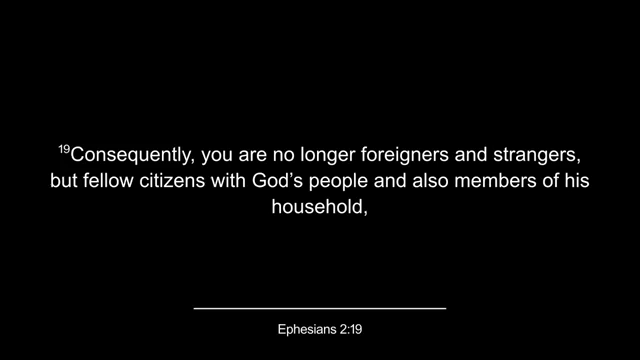 ¹⁹Consequently, you are no longer foreigners and strangers,
but fellow citizens with God’s people and also members of his
household,
Ephesians 2:19